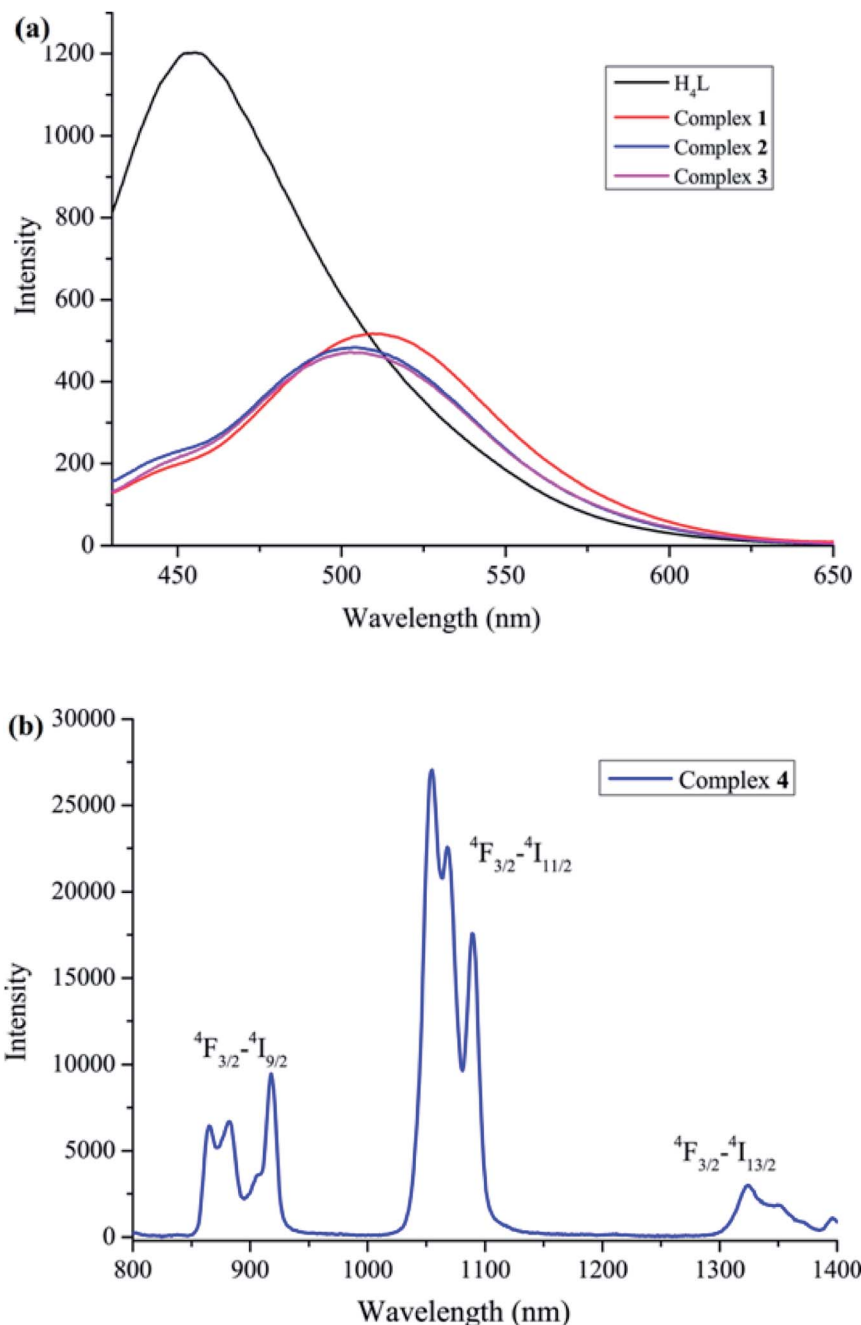 (a)
1200
1000
800
600
400
200
0
Intensity
H₄L
Complex 1
Complex 2
Complex 3
450 500 550 600 650
Wavelength (nm)
(b)
30000
25000
20000
15000
10000
5000
0
Intensity
Complex 4
⁴F₃/₂-⁴I₁₁/₂
⁴F₃/₂-⁴I₉/₂
⁴F₃/₂-⁴I₁₃/₂
800 900 1000 1100 1200 1300 1400
Wavelength (nm)